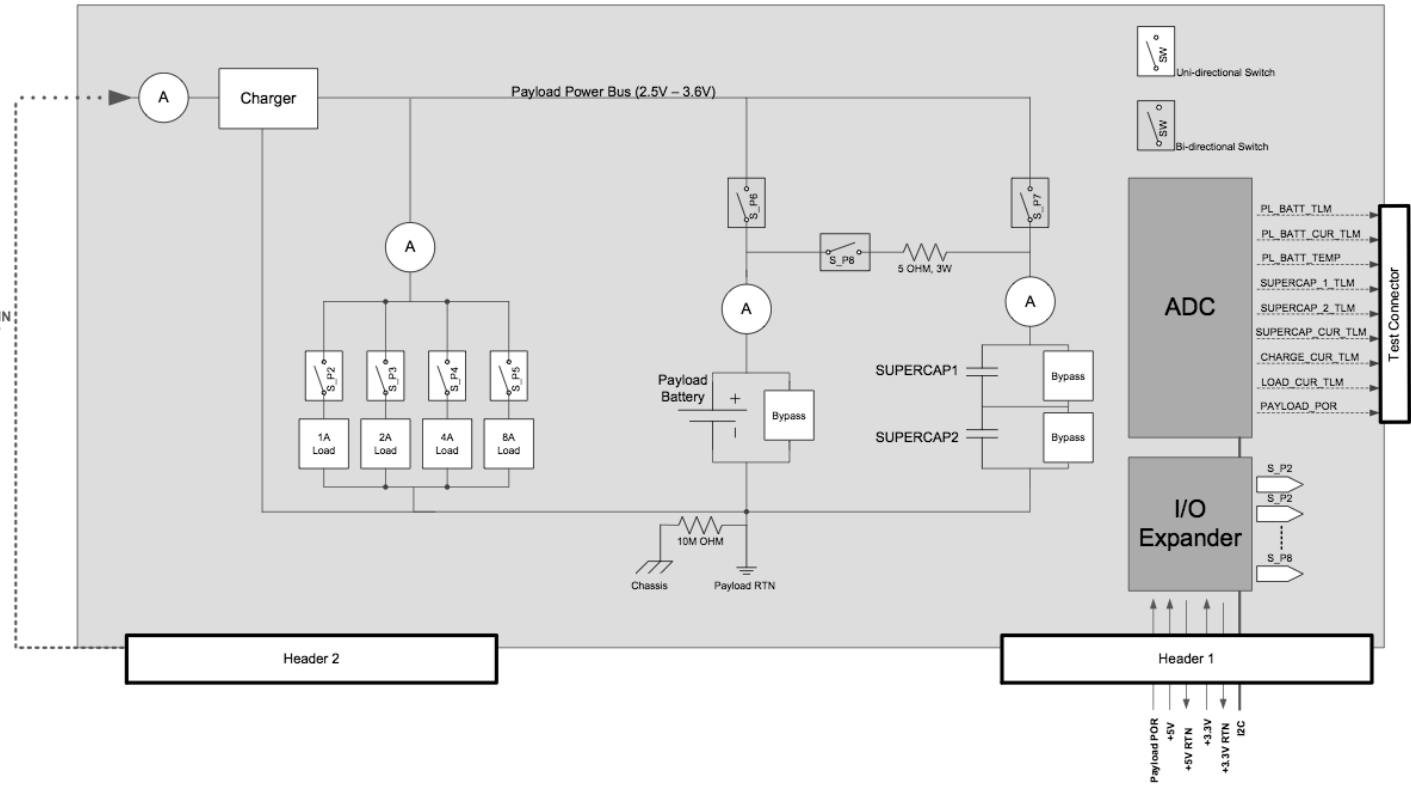 SW
Uni-directional Switch
A
Charger
Payload Power Bus (2.5V – 3.6V)
SW
Bi-directional Switch
S_P6
S_P7
PL_BATT_TLM
A
S_P8
5 OHM, 3W
PL_BATT_CUR_TLM
PL_BATT_TEMP
SUPERCAP_1_TLM
A
A
ADC
SUPERCAP_2_TLM
Test Connector
IN
SUPERCAP_CUR_TLM
S_P2
S_P3
S_P4
S_P5
SUPERCAP1
Bypass
CHARGE_CUR_TLM
Payload
Battery
+
LOAD_CUR_TLM
Bypass
PAYLOAD_POR
1A
Load
2A
Load
4A
Load
8A
Load
SUPERCAP2
Bypass
I/O
Expander
S_P2
S_P2
S_P8
10M OHM
Chassis
Payload RTN
Header 2
Header 1
Payload POR
+5V
+5V RTN
+3.3V
+3.3V RTN
I2C